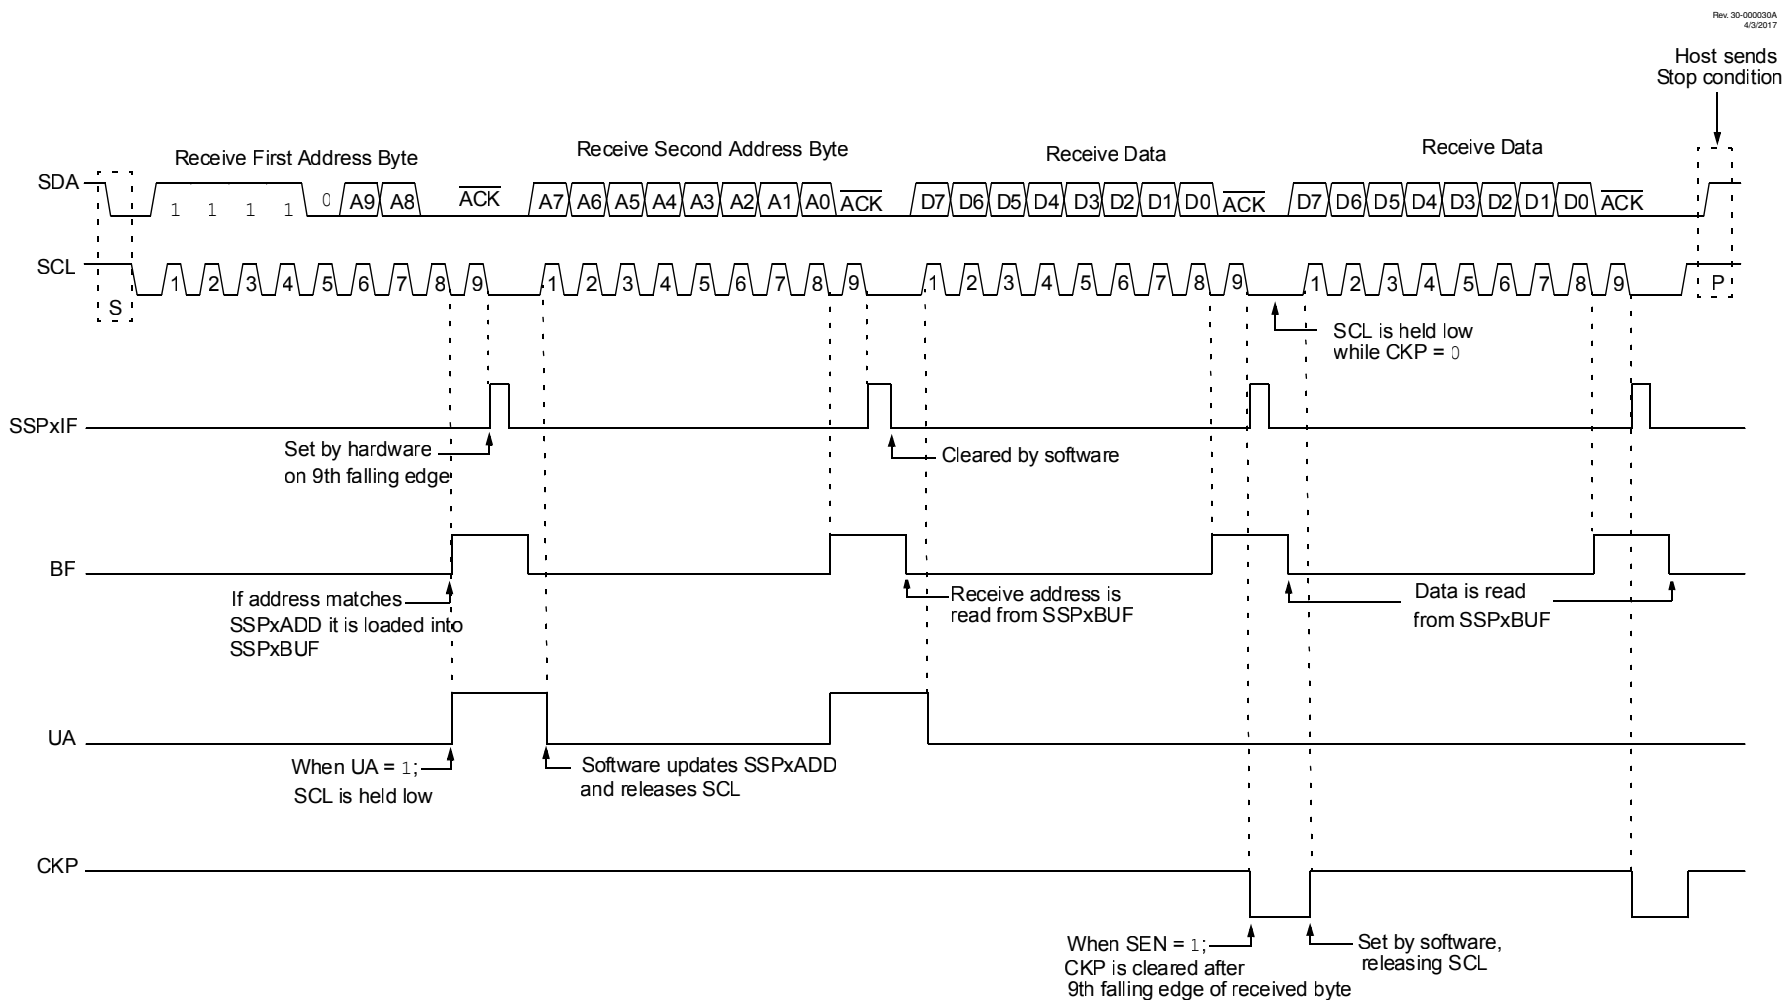 Rev. 30-000030A
4/3/2017
Host sends
Stop condition
Receive First Address Byte
Receive Second Address Byte
Receive Data
Receive Data
SDA
1 1 1 1 0 A9 A8 ACK A7 A6 A5 A4 A3 A2 A1 A0 ACK D7 D6 D5 D4 D3 D2 D1 D0 ACK D7 D6 D5 D4 D3 D2 D1 D0 ACK
SCL
S 1 2 3 4 5 6 7 8 9 1 2 3 4 5 6 7 8 9 1 2 3 4 5 6 7 8 9 1 2 3 4 5 6 7 8 9 P
SCL is held low
while CKP = 0
SSPxIF
Set by hardware
on 9th falling edge
Cleared by software
BF
If address matches
SSPxADD it is loaded into
SSPxBUF
Receive address is
read from SSPxBUF
Data is read
from SSPxBUF
UA
When UA = 1;
SCL is held low
Software updates SSPxADD
and releases SCL
CKP
When SEN = 1;
CKP is cleared after
9th falling edge of received byte
Set by software,
releasing SCL